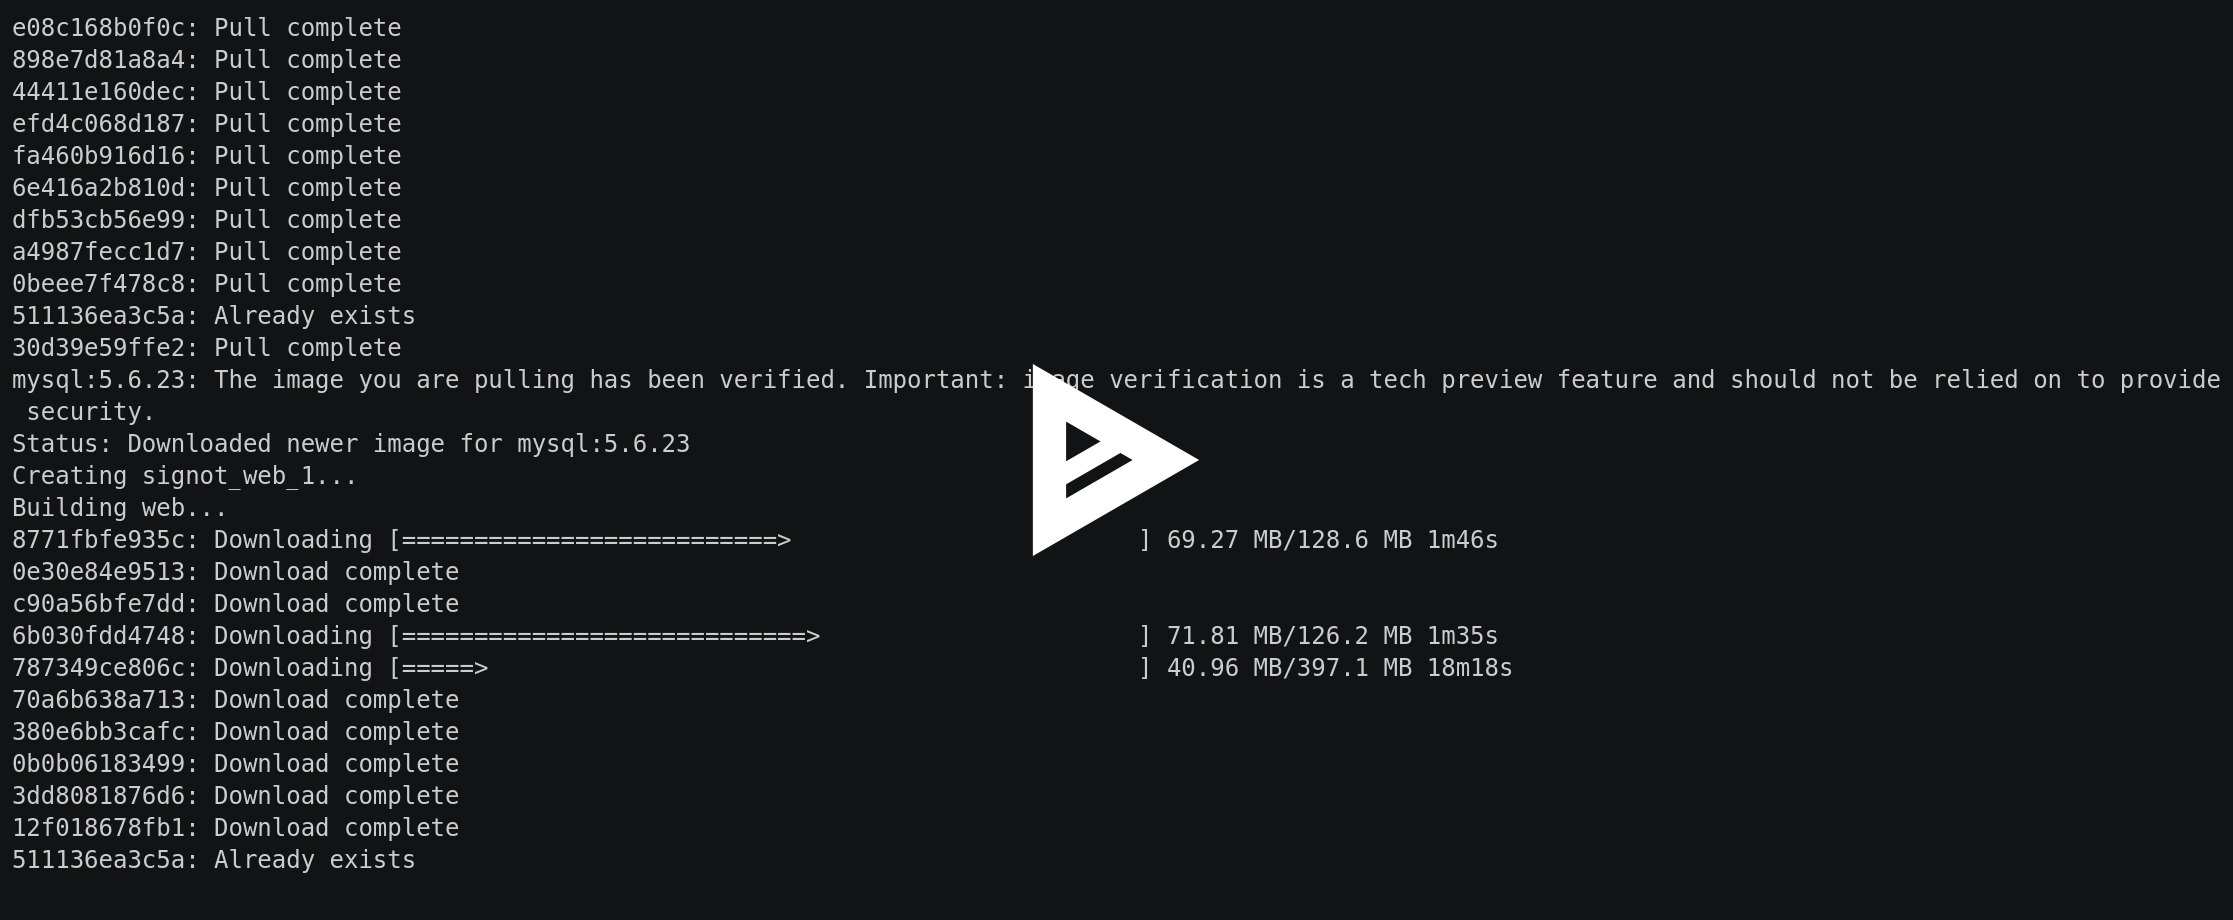 e08c168b0f0c: Pull complete
898e7d81a8a4: Pull complete
44411e160dec: Pull complete
efd4c068d187: Pull complete
fa460b916d16: Pull complete
6e416a2b810d: Pull complete
dfb53cb56e99: Pull complete
a4987fecc1d7: Pull complete
0beee7f478c8: Pull complete
511136ea3c5a: Already exists
30d39e59ffe2: Pull complete
mysql:5.6.23: The image you are pulling has been verified. Important: image verification is a tech preview feature and should not be relied on to provide
 security.
Status: Downloaded newer image for mysql:5.6.23
Creating signot_web_1...
Building web...
8771fbfe935c: Downloading [==========================>                        ] 69.27 MB/128.6 MB 1m46s
0e30e84e9513: Download complete
c90a56bfe7dd: Download complete
6b030fdd4748: Downloading [============================>                      ] 71.81 MB/126.2 MB 1m35s
787349ce806c: Downloading [=====>                                             ] 40.96 MB/397.1 MB 18m18s
70a6b638a713: Download complete
380e6bb3cafc: Download complete
0b0b06183499: Download complete
3dd8081876d6: Download complete
12f018678fb1: Download complete
511136ea3c5a: Already exists